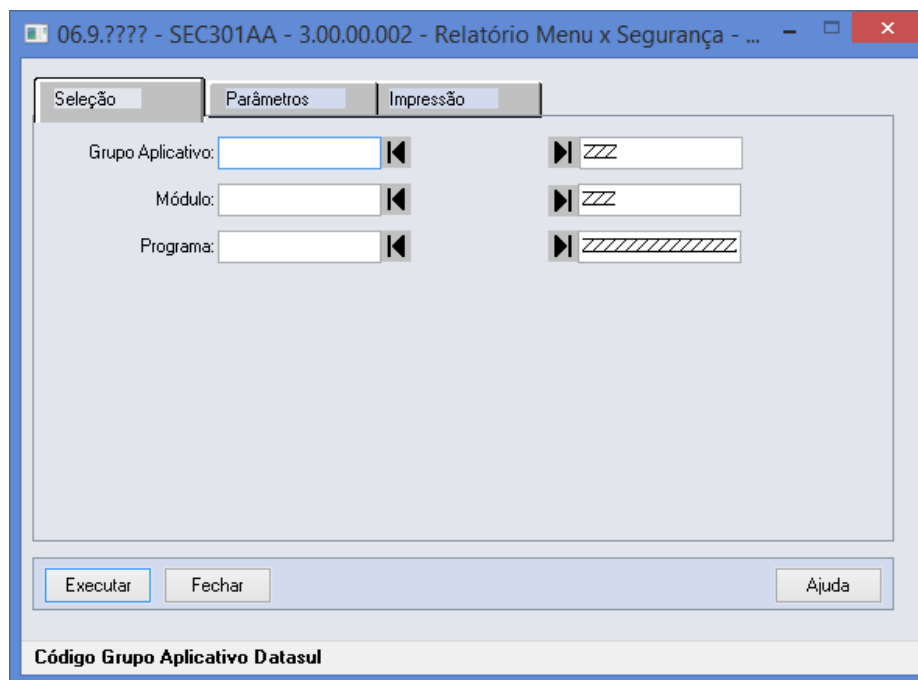 06.9.???? - SEC301AA - 3.00.00.002 - Relatório Menu x Segurança - ...
Seleção Parâmetros Impressão
Grupo Aplicativo: ZZZ
Módulo: ZZZ
Programa: ZZZZZZZZZZZZZZ
Executar Fechar Ajuda
Código Grupo Aplicativo Datasul